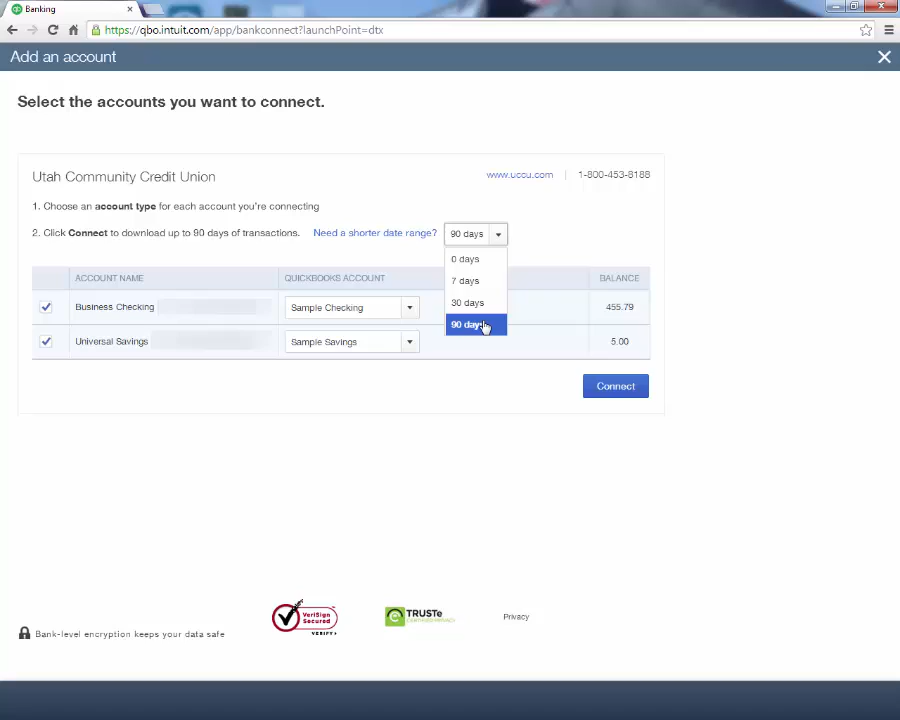 Banking
https://qbo.intuit.com/app/bankconnect?launchPoint=dtx
Add an account
Select the accounts you want to connect.
Utah Community Credit Union
www.uccu.com | 1-800-453-8188
1. Choose an account type for each account you're connecting
2. Click Connect to download up to 90 days of transactions. Need a shorter date range? 90 days
0 days
7 days
30 days
90 days
ACCOUNT NAME QUICKBOOKS ACCOUNT BALANCE
Business Checking Sample Checking 455.79
Universal Savings Sample Savings 5.00
Connect
VeriSign
Secured
VERIFY
TRUSTe
CERTIFIED PRIVACY
Privacy
Bank-level encryption keeps your data safe